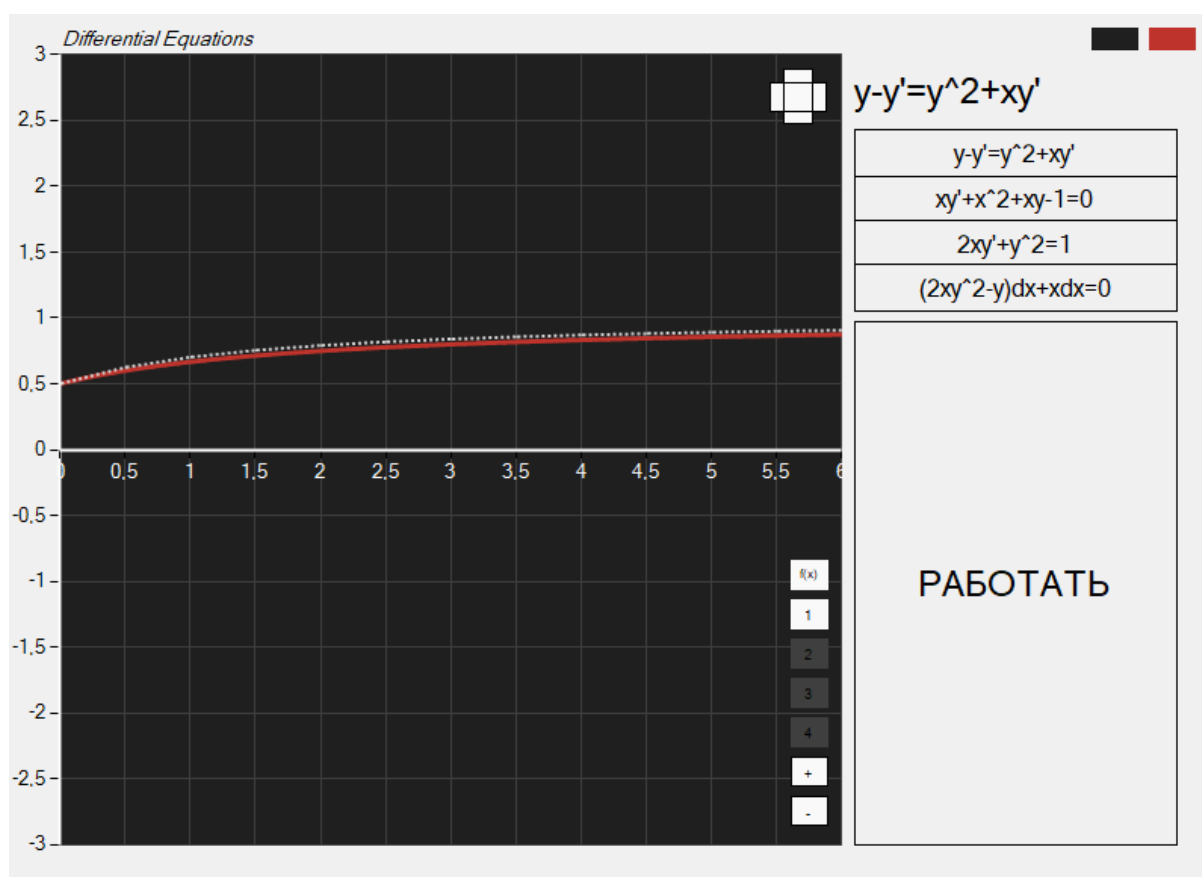 Differential Equations
y-y'=y^2+xy'
y-y'=y^2+xy'
xy'+x^2+xy-1=0
2xy'+y^2=1
(2xy^2-y)dx+xdx=0
РАБОТАТЬ
3
2,5
2
1,5
1
0,5
0
-0,5
-1
-1,5
-2
-2,5
-3
0 0,5 1 1,5 2 2,5 3 3,5 4 4,5 5 5,5 6
f(x)
1
2
3
4
+
-